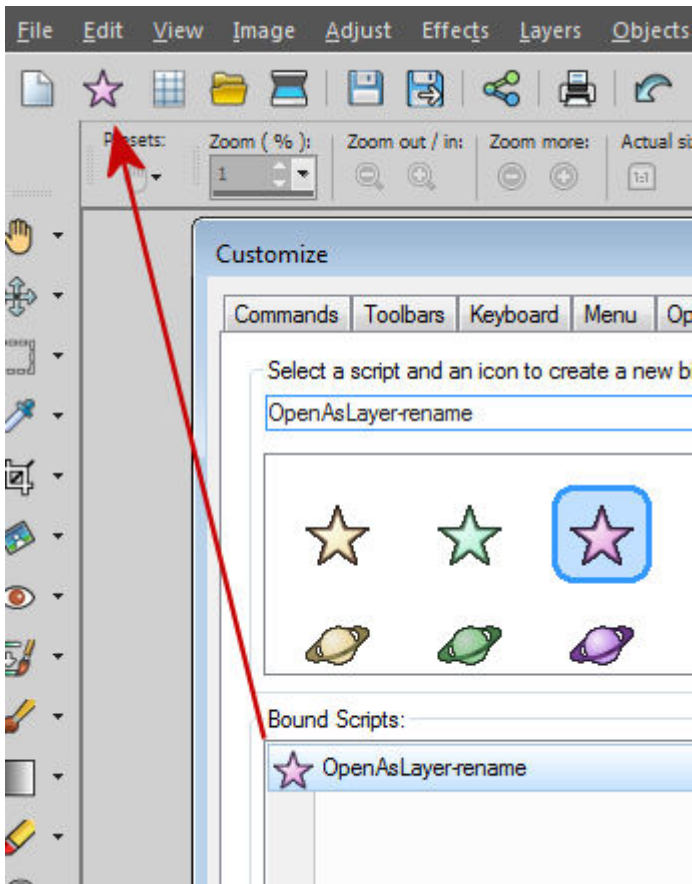 File Edit View Image Adjust Effects Layers Objects
Presets: Zoom ( % ): Zoom out / in: Zoom more: Actual si
1 1:1
Customize
Commands Toolbars Keyboard Menu Op
Select a script and an icon to create a new b
OpenAsLayer-rename
Bound Scripts:
OpenAsLayer-rename